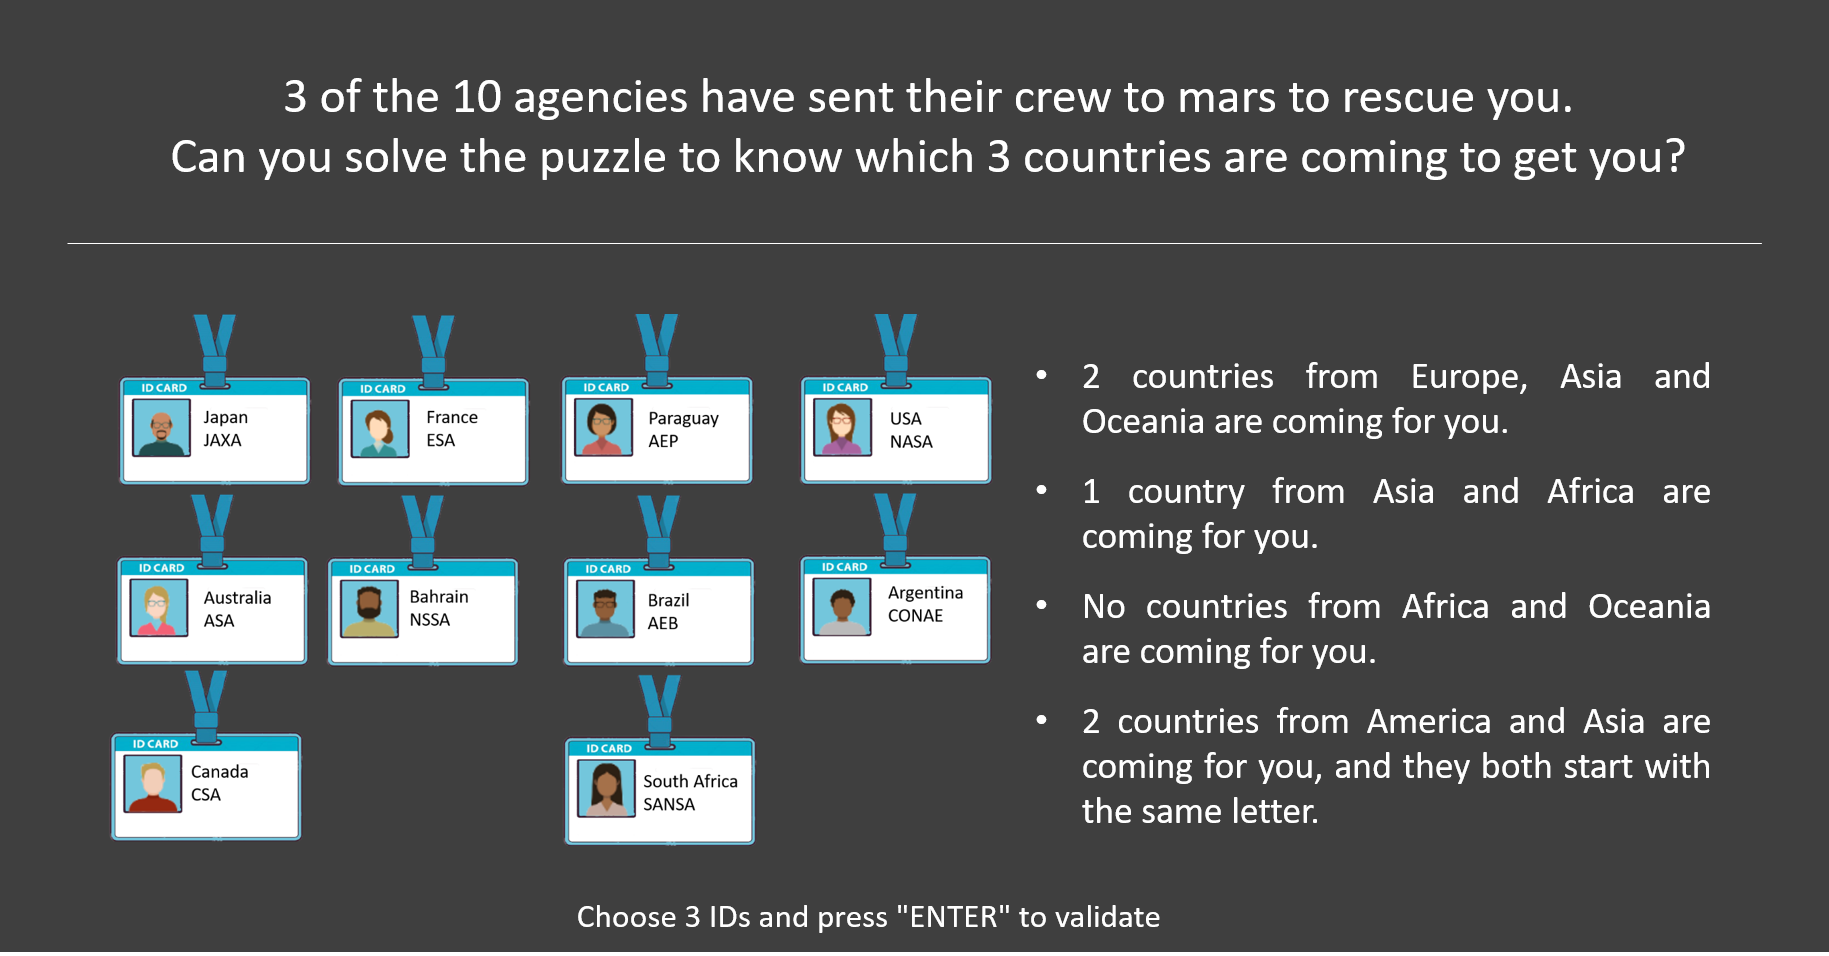 3 of the 10 agencies have sent their crew to mars to rescue you.
Can you solve the puzzle to know which 3 countries are coming to get you?
ID CARD
Japan
JAXA
ID CARD
France
ESA
ID CARD
Paraguay
AEP
ID CARD
USA
NASA
ID CARD
Australia
ASA
ID CARD
Bahrain
NSSA
ID CARD
Brazil
AEB
ID CARD
Argentina
CONAE
ID CARD
Canada
CSA
ID CARD
South Africa
SANSA
• 2 countries from Europe, Asia and
Oceania are coming for you.
• 1 country from Asia and Africa are
coming for you.
• No countries from Africa and Oceania
are coming for you.
• 2 countries from America and Asia are
coming for you, and they both start with
the same letter.
Choose 3 IDs and press "ENTER" to validate